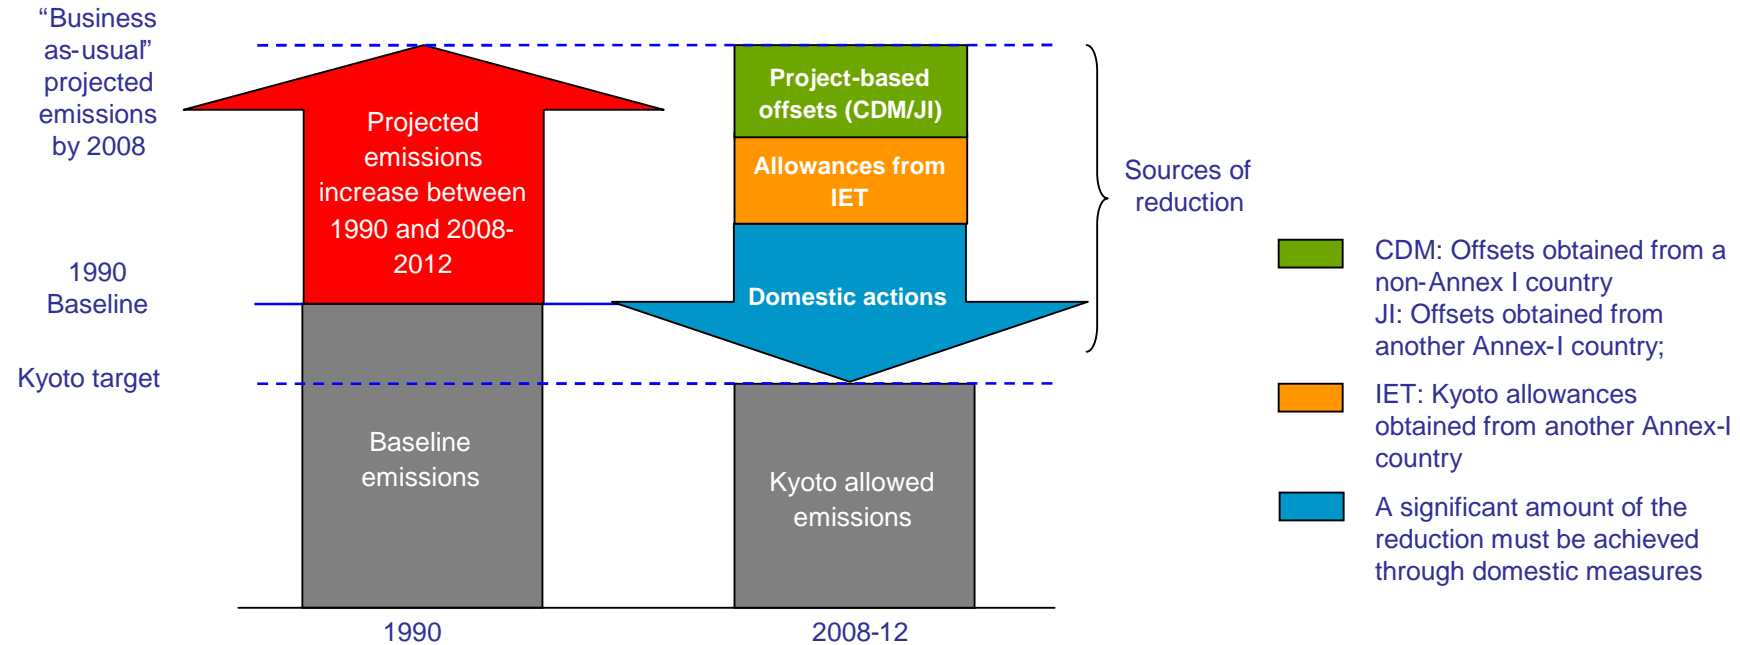 “Business
as-usual”
projected
emissions
by 2008
1990
Baseline
Kyoto target
Projected
emissions
increase between
1990 and 2008-
2012
Baseline
emissions
1990
Project-based
offsets (CDM/JI)
Allowances from
IET
Domestic actions
Kyoto allowed
emissions
2008-12
Sources of
reduction
CDM: Offsets obtained from a
non-Annex I country
JI: Offsets obtained from
another Annex-I country;
IET: Kyoto allowances
obtained from another Annex-I
country
A significant amount of the
reduction must be achieved
through domestic measures